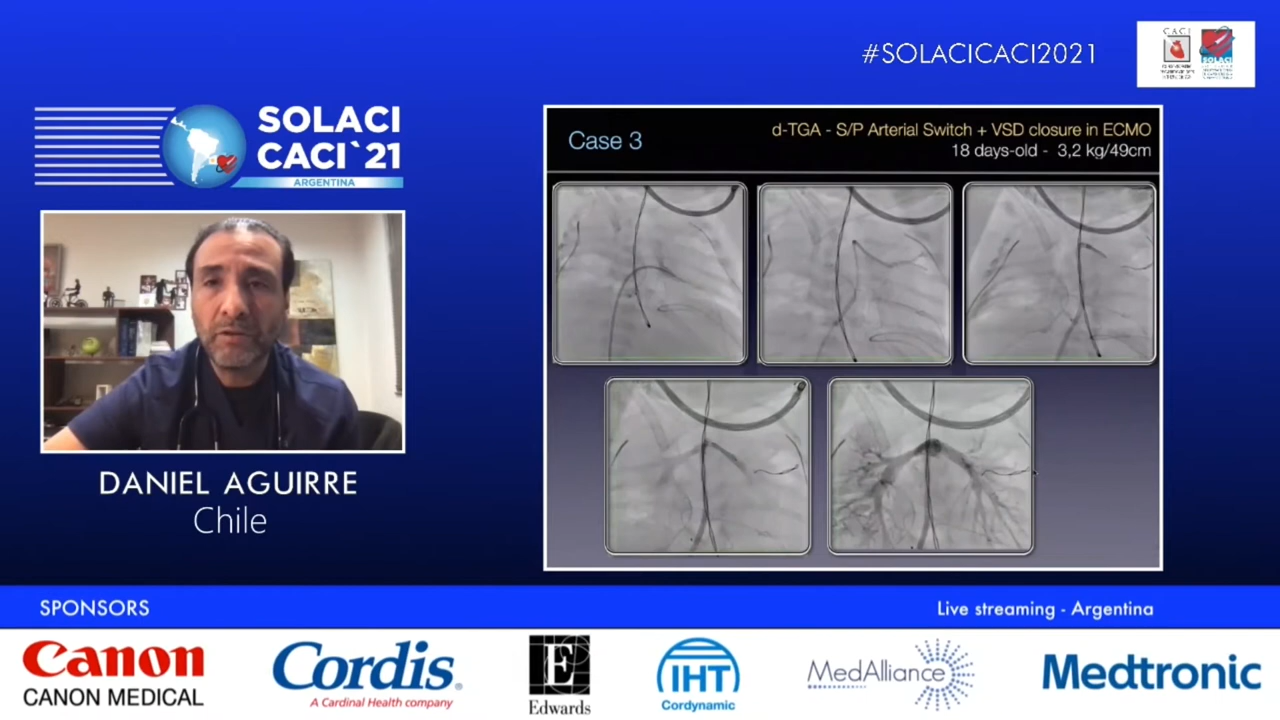 #SOLACICACI2021
CACI
SOLACI
SOLACI
CACI`21
ARGENTINA
Case 3
d-TGA - S/P Arterial Switch + VSD closure in ECMO
18 days-old - 3,2 kg/49cm
DANIEL AGUIRRE
Chile
SPONSORS
Live streaming - Argentina
Canon
CANON MEDICAL
Cordis®
A Cardinal Health company
E
Edwards
IHT
Cordynamic
MedAlliance
Medtronic